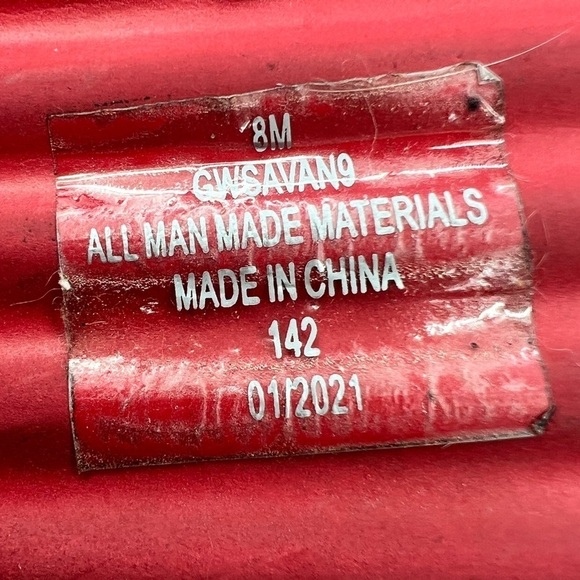 8M
GWSAVAN9
ALL MAN MADE MATERIALS
MADE IN CHINA
142
01/2021